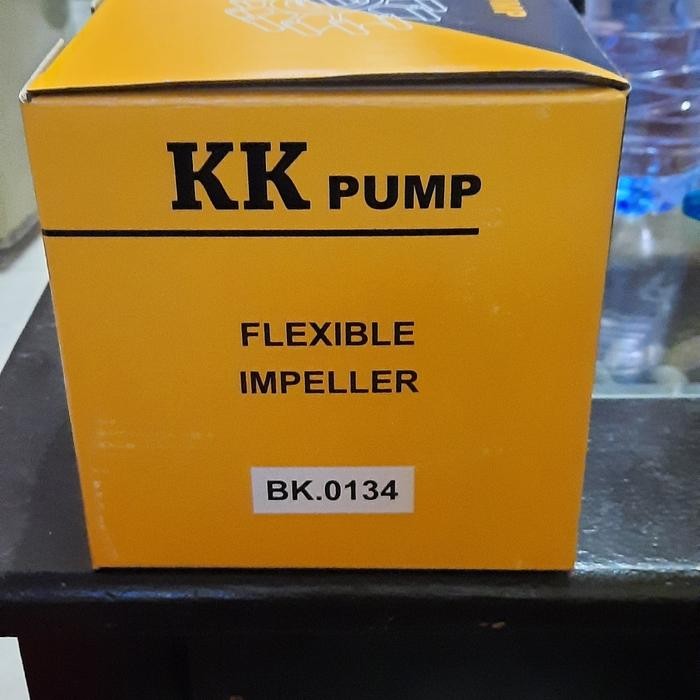 KK PUMP
FLEXIBLE
IMPELLER
BK.0134